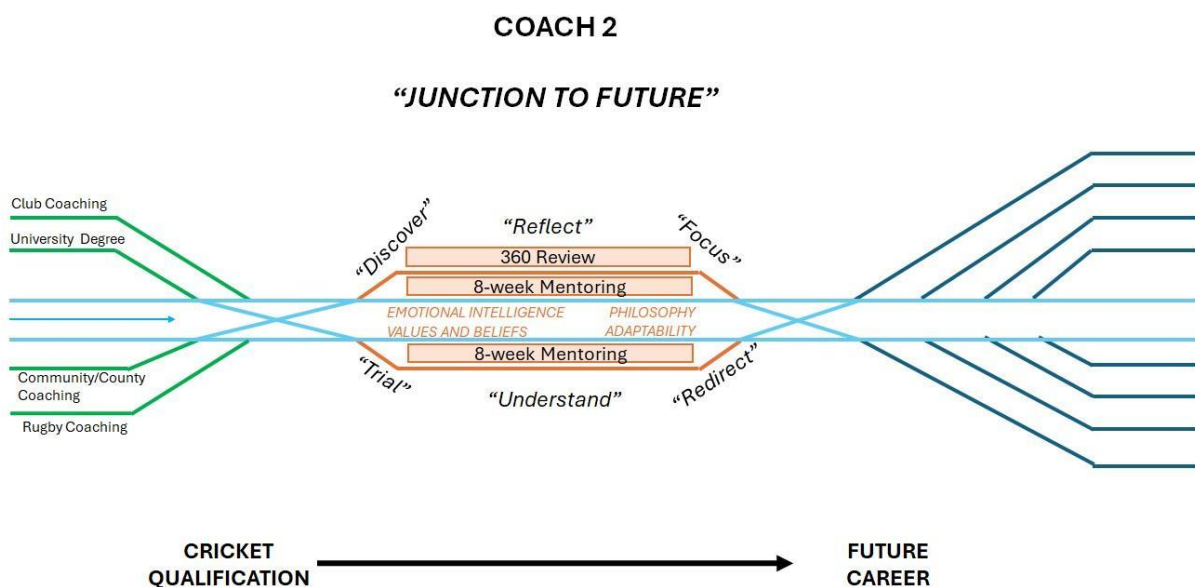 COACH 2
“JUNCTION TO FUTURE”
Club Coaching
University Degree
Community/County
Coaching
Rugby Coaching
“Discover”
“Reflect”
“Focus”
360 Review
8-week Mentoring
EMOTIONAL INTELLIGENCE
VALUES AND BELIEFS
PHILOSOPHY
ADAPTABILITY
8-week Mentoring
“Trial”
“Understand”
“Redirect”
CRICKET
QUALIFICATION
FUTURE
CAREER